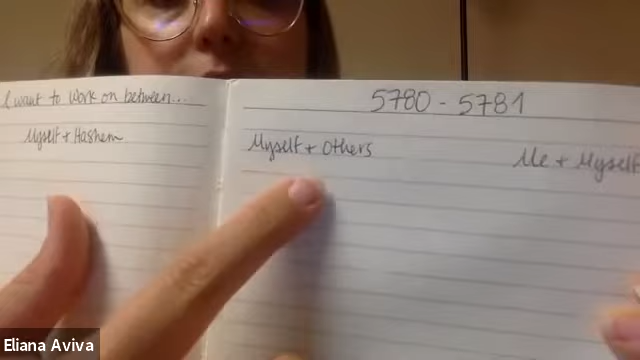 I want to work on between...
5780 - 5781
Myself + Hashem
Myself + Others
Me + Myself
Eliana Aviva